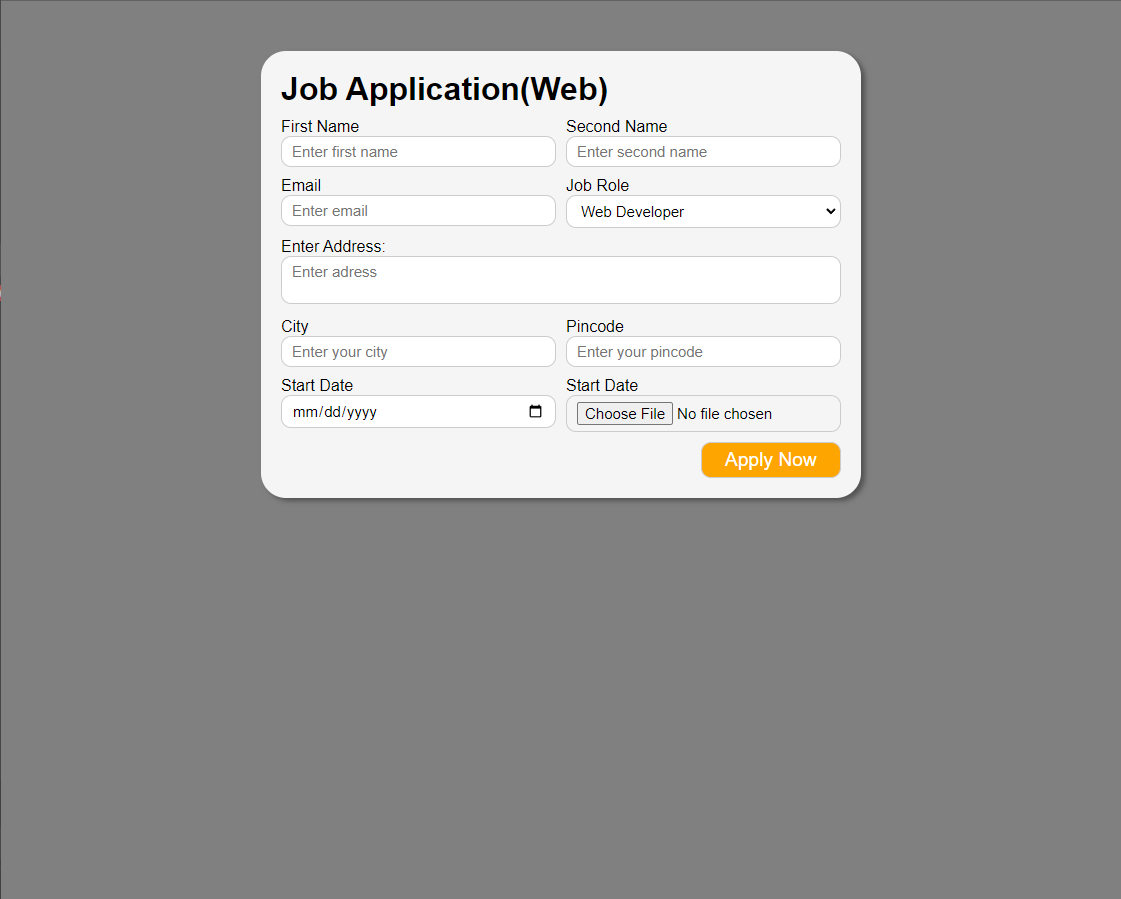 Job Application(Web)
First Name Second Name
Enter first name Enter second name
Email Job Role
Enter email Web Developer
Enter Address:
Enter adress
City Pincode
Enter your city Enter your pincode
Start Date Start Date
mm/dd/yyyy Choose File No file chosen
Apply Now